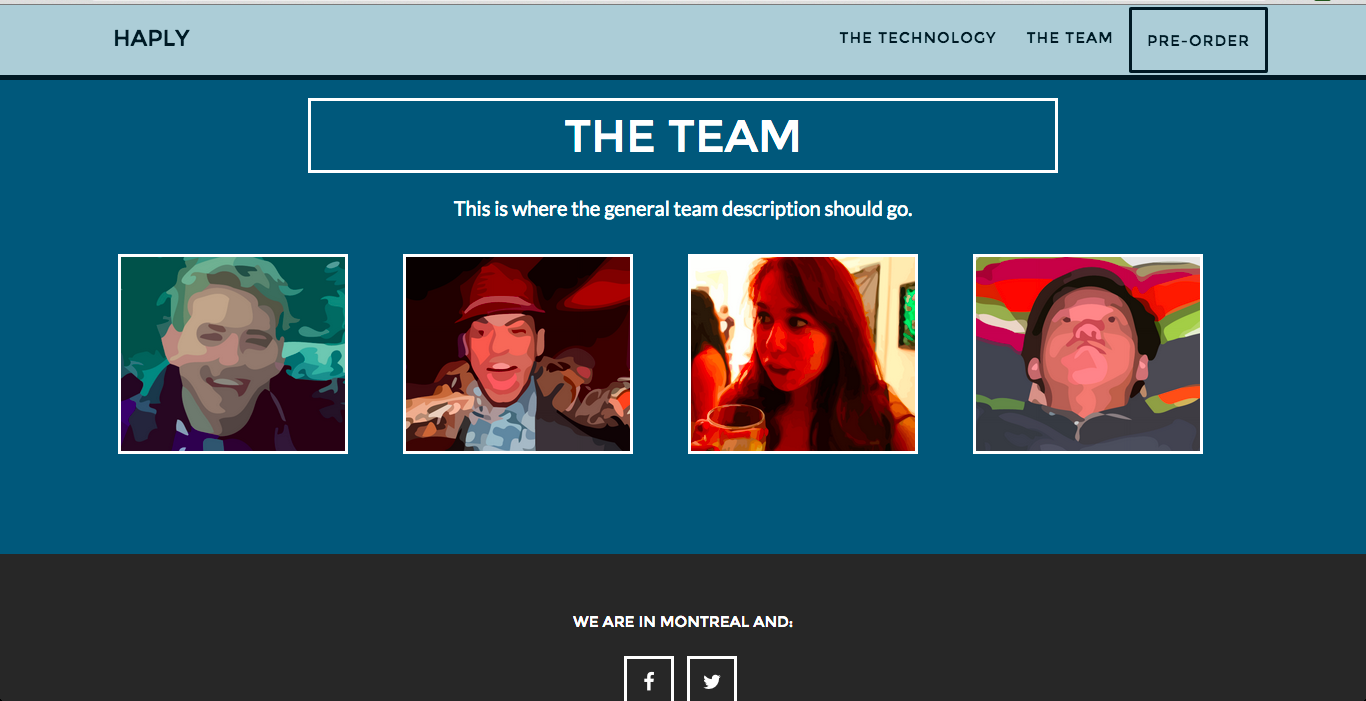 HAPLY
THE TECHNOLOGY
THE TEAM
PRE-ORDER
THE TEAM
This is where the general team description should go.
WE ARE IN MONTREAL AND: